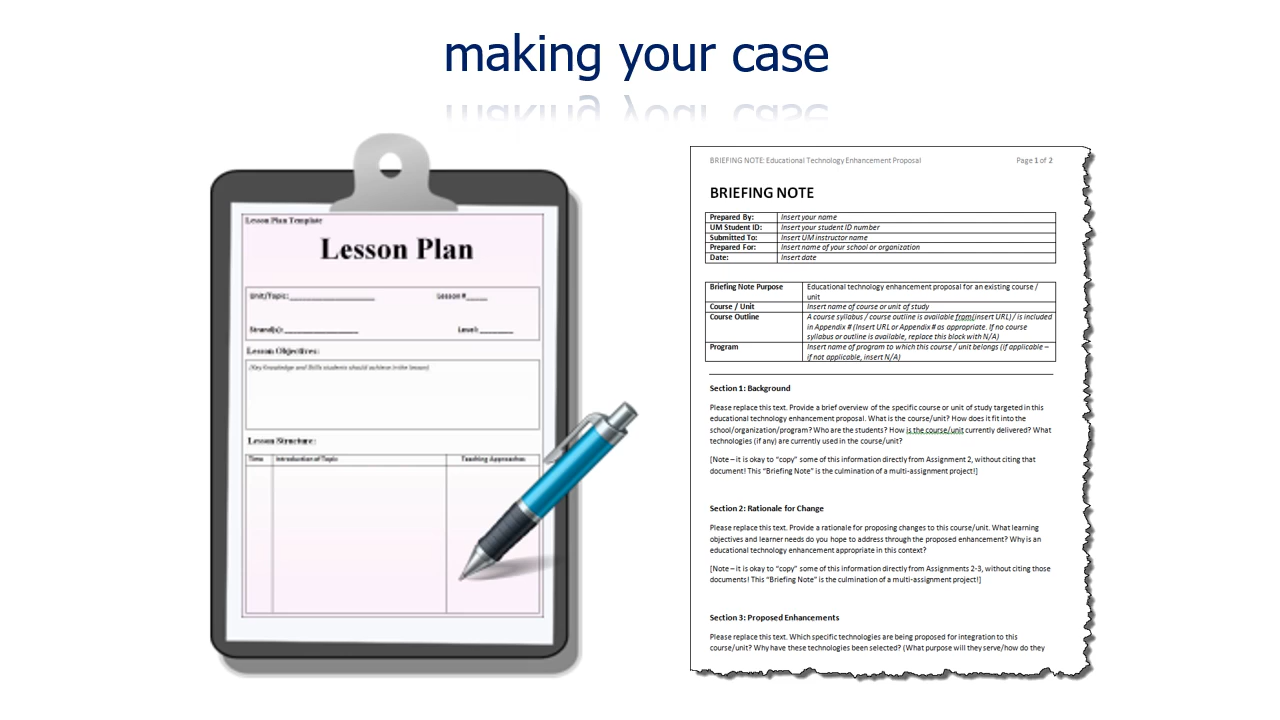 making your case
Lesson Plan Template
Lesson Plan
Unit/Topic: ____________________ Lesson #_____
Strand(s): __________________ Level: ________
Lesson Objectives:
(Key Knowledge and Skills students should achieve in the lesson)
Lesson Structure:
Time Introduction of Topic Teaching Approaches
BRIEFING NOTE: Educational Technology Enhancement Proposal Page 1 of 2
BRIEFING NOTE
Prepared By: Insert your name
UM Student ID: Insert your student ID number
Submitted To: Insert UM instructor name
Prepared For: Insert name of your school or organization
Date: Insert date
Briefing Note Purpose Educational technology enhancement proposal for an existing course /
unit
Course / Unit Insert name of course or unit of study
Course Outline A course syllabus / course outline is available from(insert URL) / is included
in Appendix # (Insert URL or Appendix # as appropriate. If no course
syllabus or outline is available, replace this block with N/A)
Program Insert name of program to which this course / unit belongs (if applicable –
if not applicable, insert N/A)
Section 1: Background
Please replace this text. Provide a brief overview of the specific course or unit of study targeted in this
educational technology enhancement proposal. What is the course/unit? How does it fit into the
school/organization/program? Who are the students? How is the course/unit currently delivered? What
technologies (if any) are currently used in the course/unit?
[Note – it is okay to “copy” some of this information directly from Assignment 2, without citing that
document! This “Briefing Note” is the culmination of a multi-assignment project!]
Section 2: Rationale for Change
Please replace this text. Provide a rationale for proposing changes to this course/unit. What learning
objectives and learner needs do you hope to address through the proposed enhancement? Why is an
educational technology enhancement appropriate in this context?
[Note – it is okay to “copy” some of this information directly from Assignments 2-3, without citing those
documents! This “Briefing Note” is the culmination of a multi-assignment project!]
Section 3: Proposed Enhancements
Please replace this text. Which specific technologies are being proposed for integration to this
course/unit? Why have these technologies been selected? (What purpose will they serve/how do they